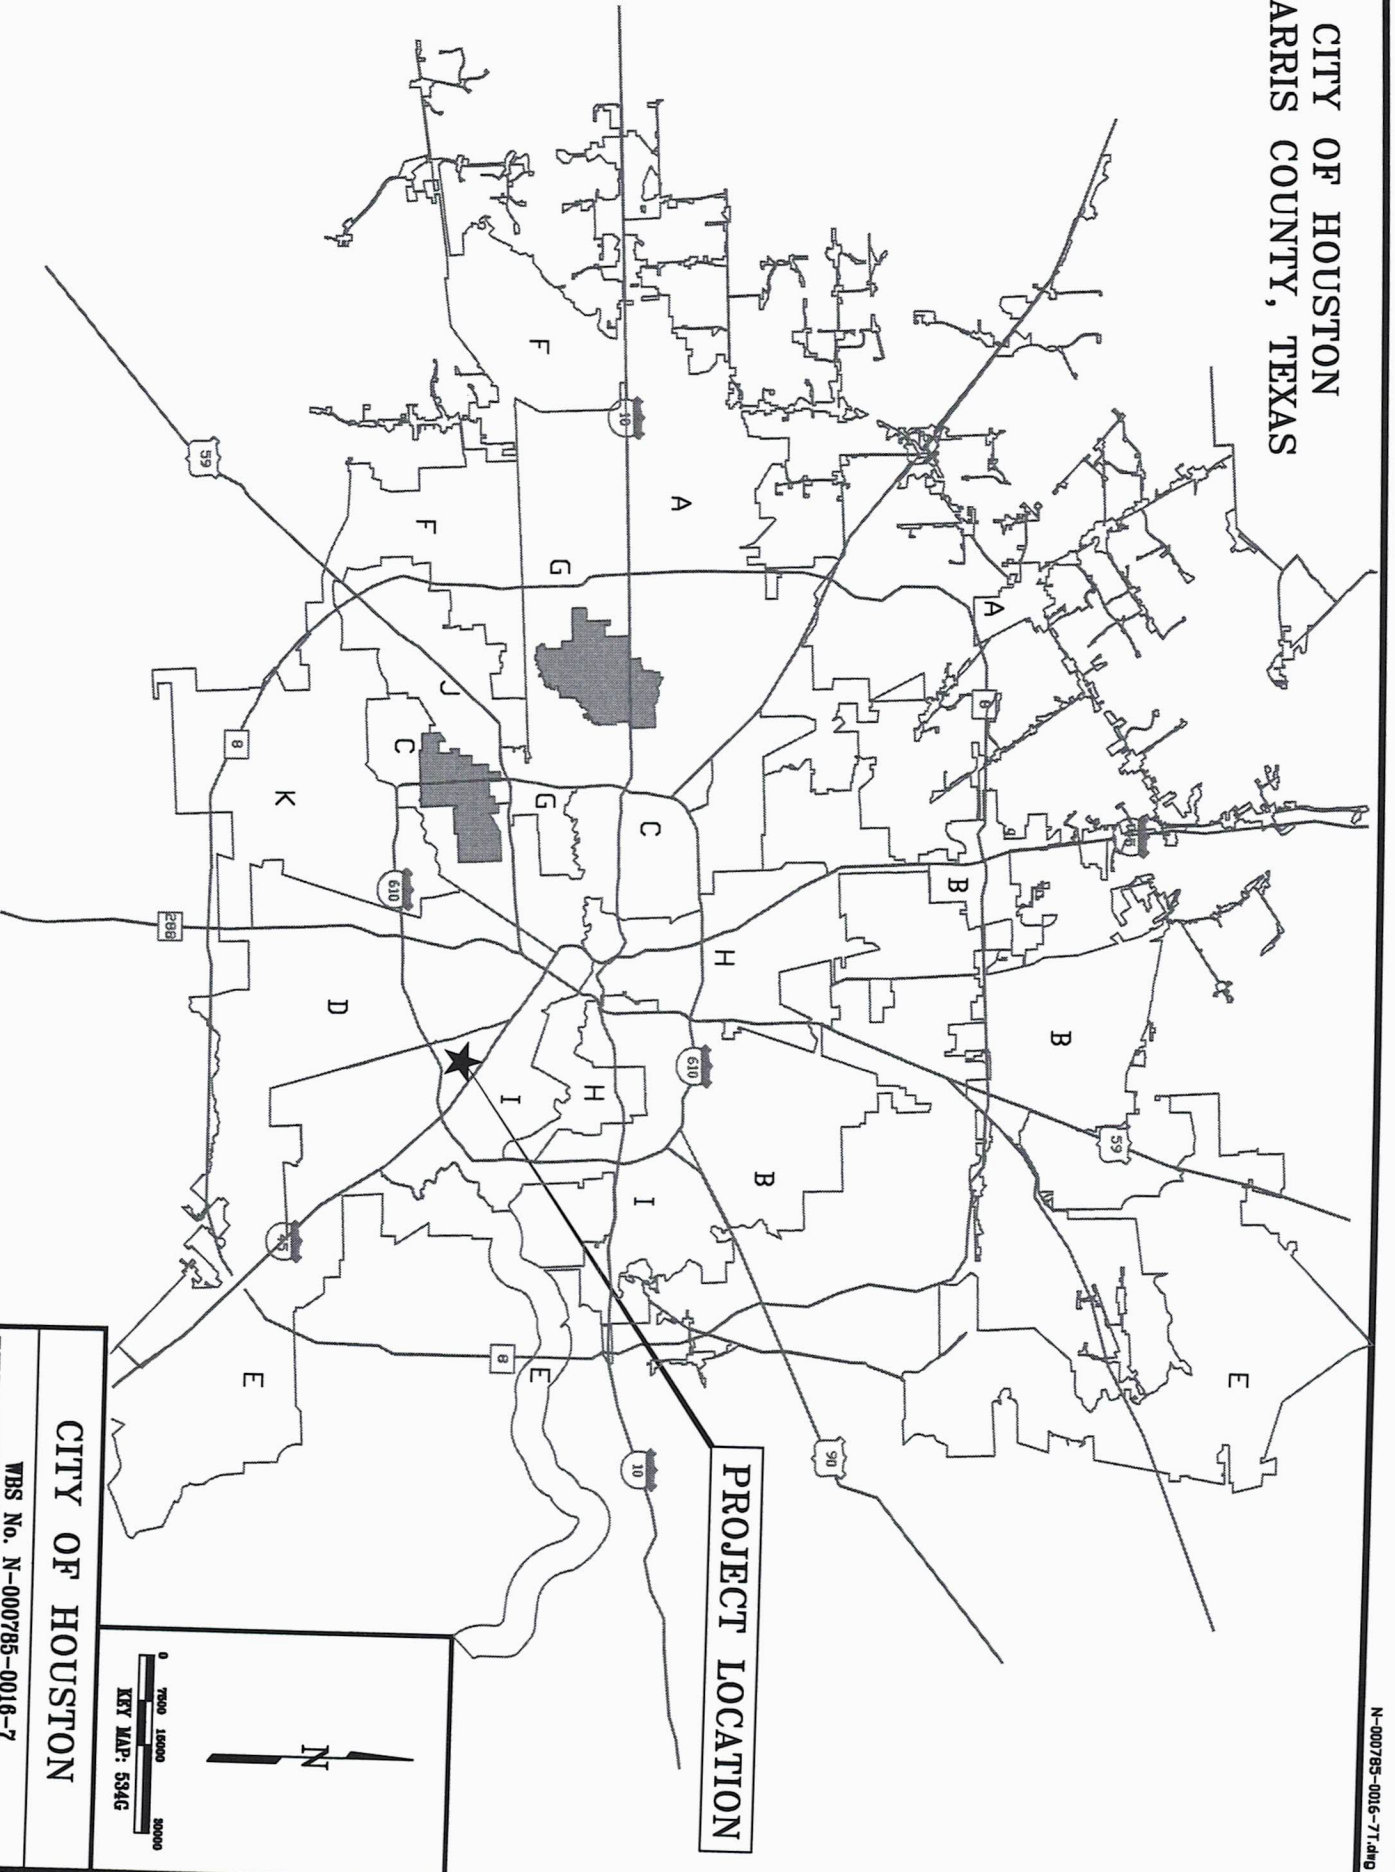 N-000785-0016-7T.dwg
CITY OF HOUSTON
ARRIS COUNTY, TEXAS
E
45
59
B
A
8
B
90
B
PROJECT LOCATION
H
610
A
C
I
10
10
H
G
G
E
F
I
8
J
F
C
610
D
K
45
E
8
59
288
N
0 7500 15000 30000
KEY MAP: 534G
CITY OF HOUSTON
WBS No. N-000785-0016-7